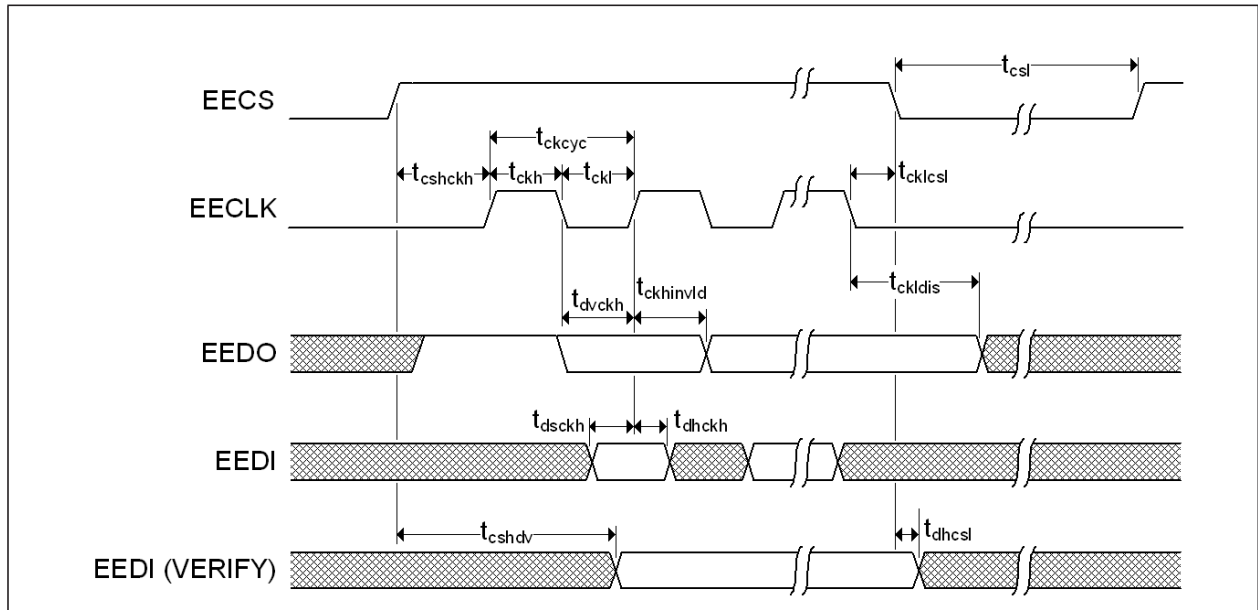 EECS
t_csl
t_ckcyc
t_cshckh t_ckh t_ckl t_cklcsl
EECLK
t_dvckh t_ckhinvld t_ckldis
EEDO
t_dsckh t_dhckh
EEDI
t_cshdv t_dhcsl
EEDI (VERIFY)